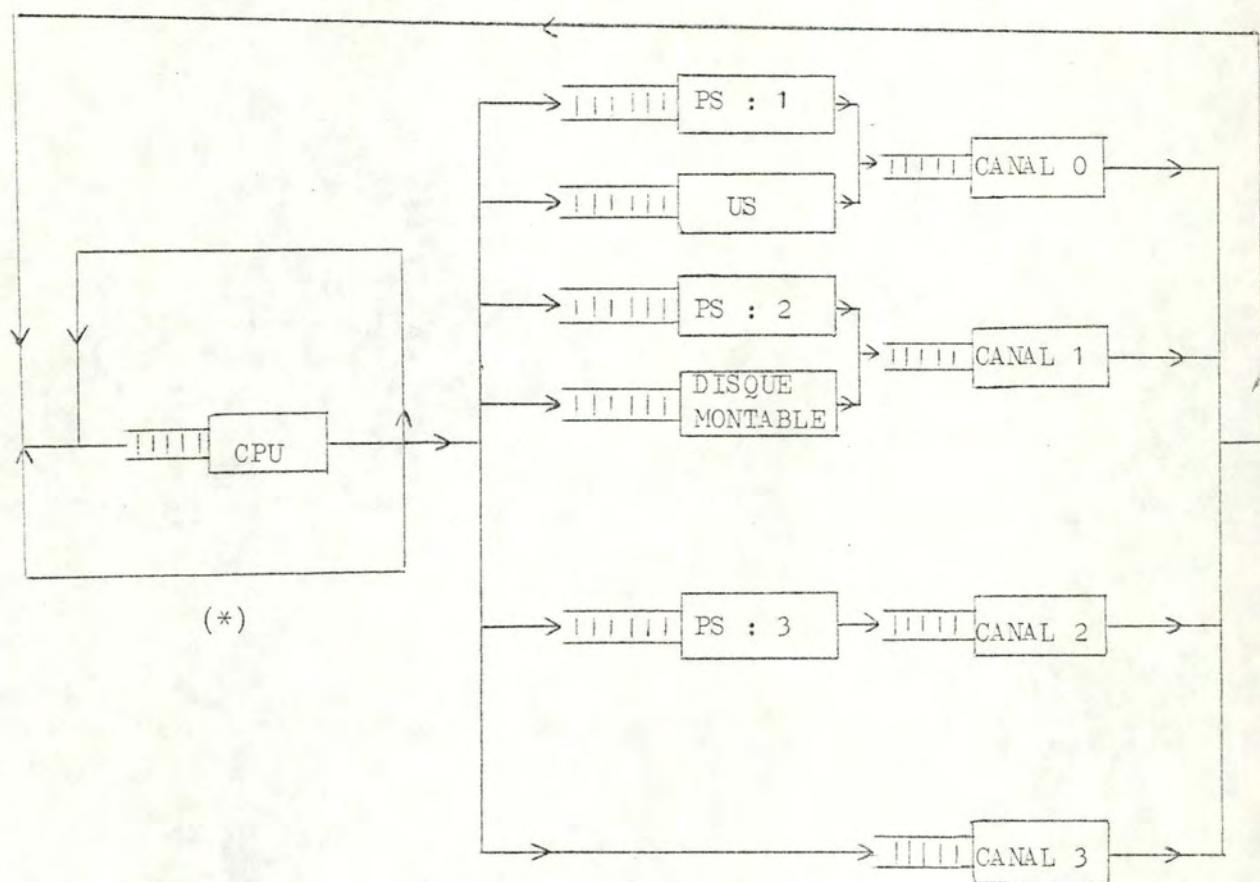 PS : 1
CANAL 0
US
PS : 2
CANAL 1
DISQUE
MONTABLE
CPU
(*)
PS : 3
CANAL 2
CANAL 3